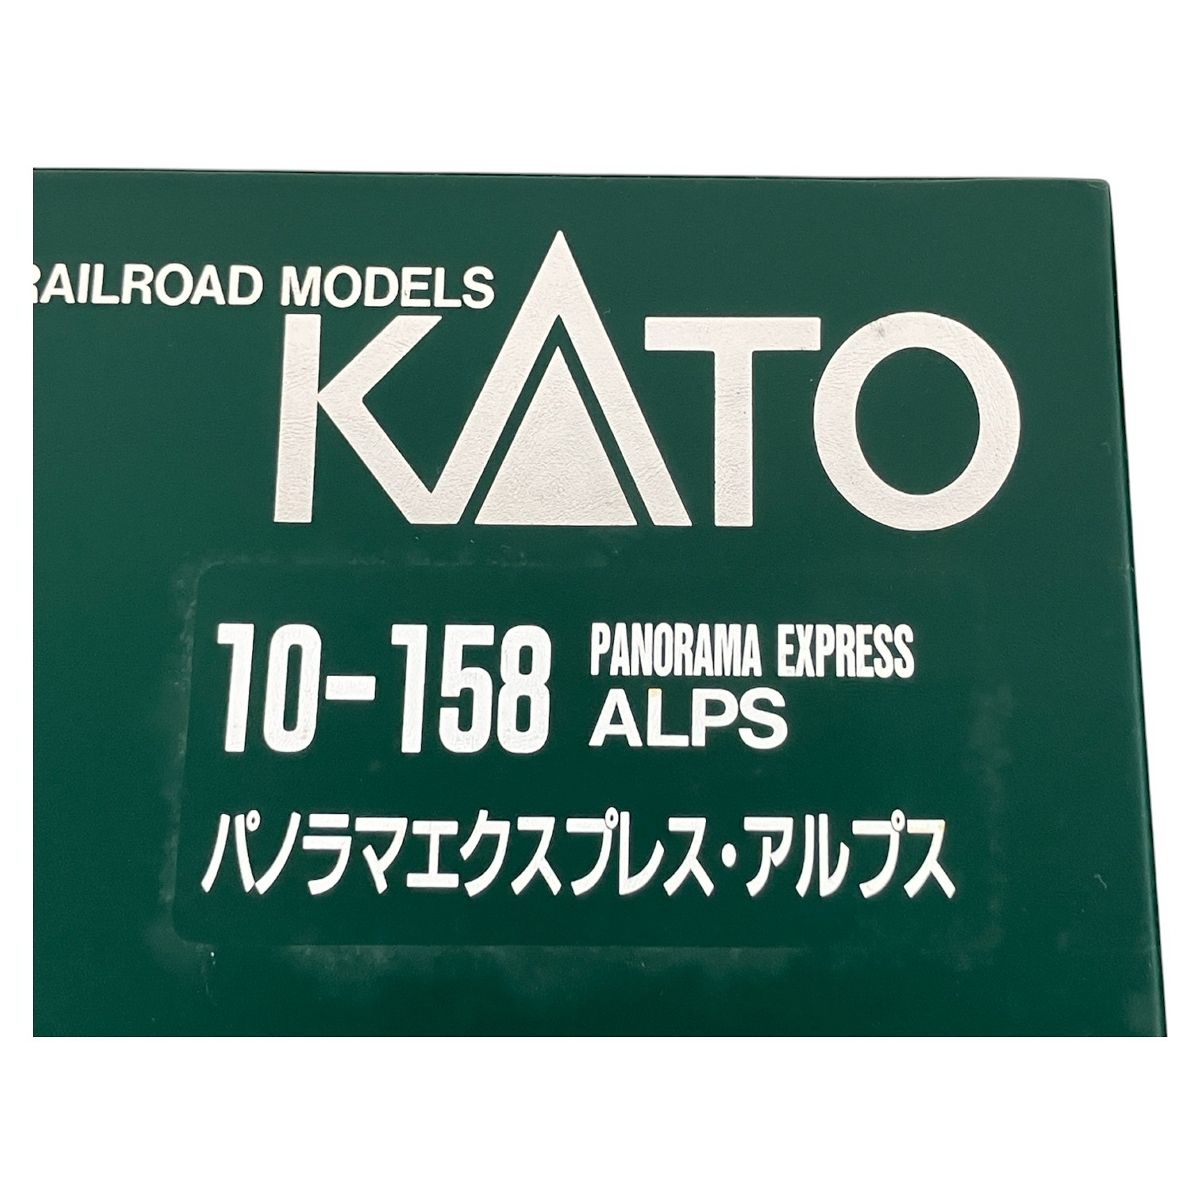 RAILROAD MODELS
KATO
10-158 PANORAMA EXPRESS
ALPS
パノラマエクスプレス・アルプス